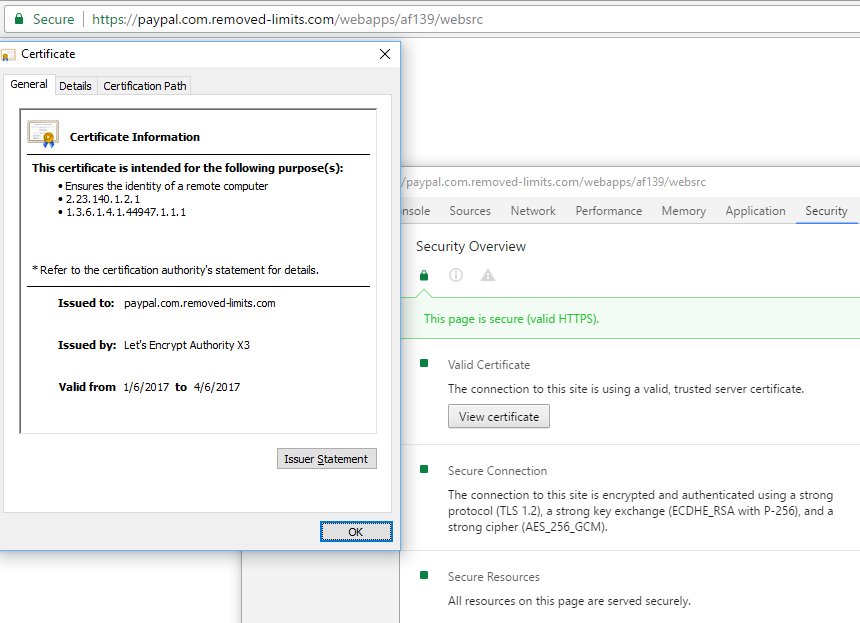 Secure https://paypal.com.removed-limits.com/webapps/af139/websrc
Certificate
General Details Certification Path
Certificate Information
This certificate is intended for the following purpose(s):
• Ensures the identity of a remote computer
• 2.23.140.1.2.1
• 1.3.6.1.4.1.44947.1.1.1
* Refer to the certification authority's statement for details.
Issued to: paypal.com.removed-limits.com
Issued by: Let's Encrypt Authority X3
Valid from 1/6/2017 to 4/6/2017
Issuer Statement
OK
/paypal.com.removed-limits.com/webapps/af139/websrc
nsole Sources Network Performance Memory Application Security
Security Overview
This page is secure (valid HTTPS).
Valid Certificate
The connection to this site is using a valid, trusted server certificate.
View certificate
Secure Connection
The connection to this site is encrypted and authenticated using a strong
protocol (TLS 1.2), a strong key exchange (ECDHE_RSA with P-256), and a
strong cipher (AES_256_GCM).
Secure Resources
All resources on this page are served securely.